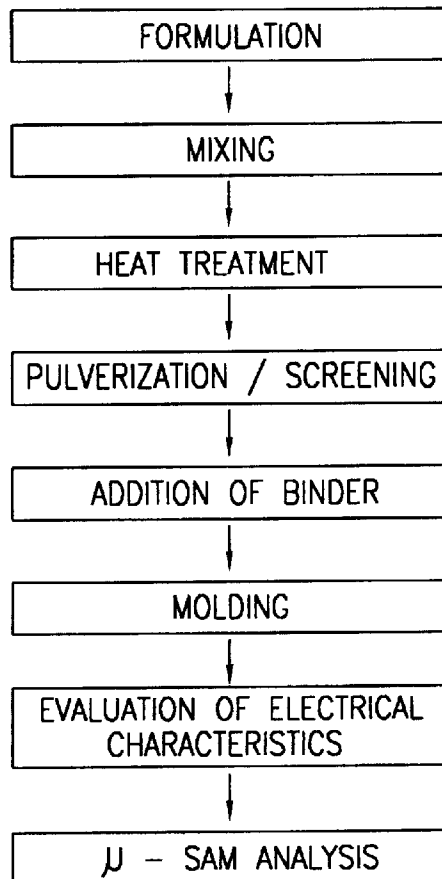 FORMULATION
MIXING
HEAT TREATMENT
PULVERIZATION / SCREENING
ADDITION OF BINDER
MOLDING
EVALUATION OF ELECTRICAL
CHARACTERISTICS
μ - SAM ANALYSIS